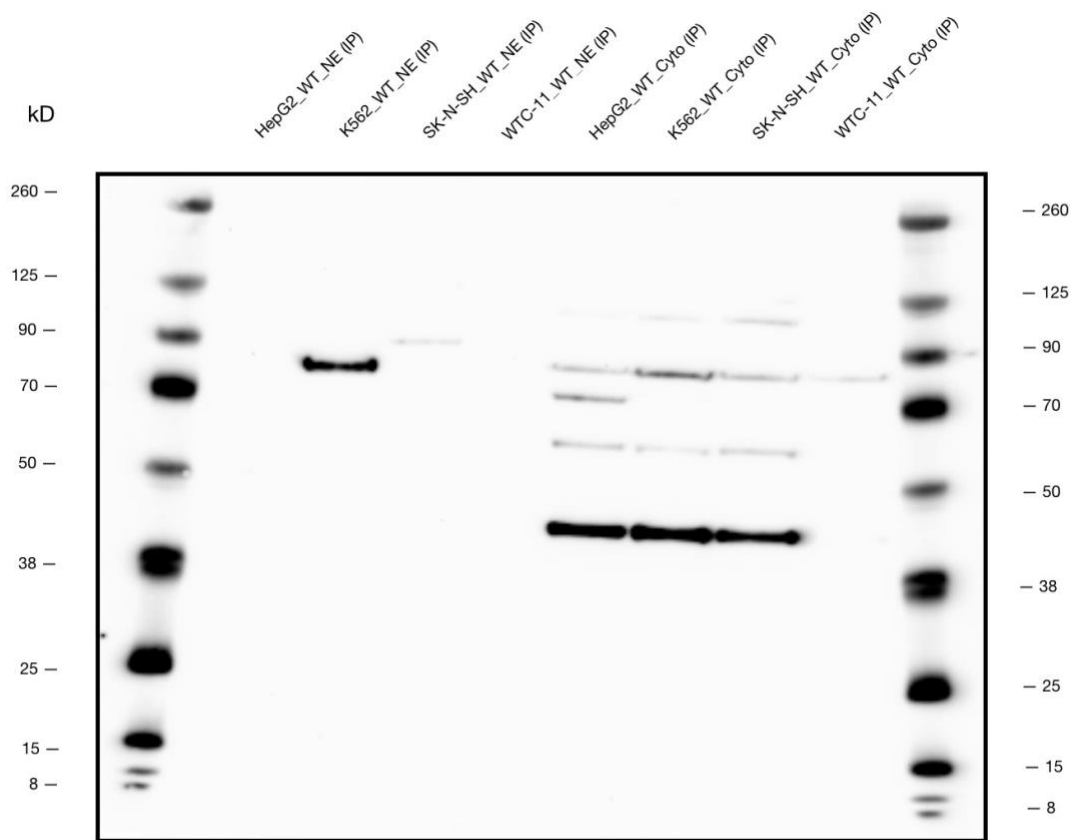 kD
HepG2_WT_NE (IP)
K562_WT_NE (IP)
SK-N-SH_WT_NE (IP)
WTC-11_WT_NE (IP)
HepG2_WT_Cyto (IP)
K562_WT_Cyto (IP)
SK-N-SH_WT_Cyto (IP)
WTC-11_WT_Cyto (IP)
260 –
125 –
90 –
70 –
50 –
38 –
25 –
15 –
8 –
– 260
– 125
– 90
– 70
– 50
– 38
– 25
– 15
– 8